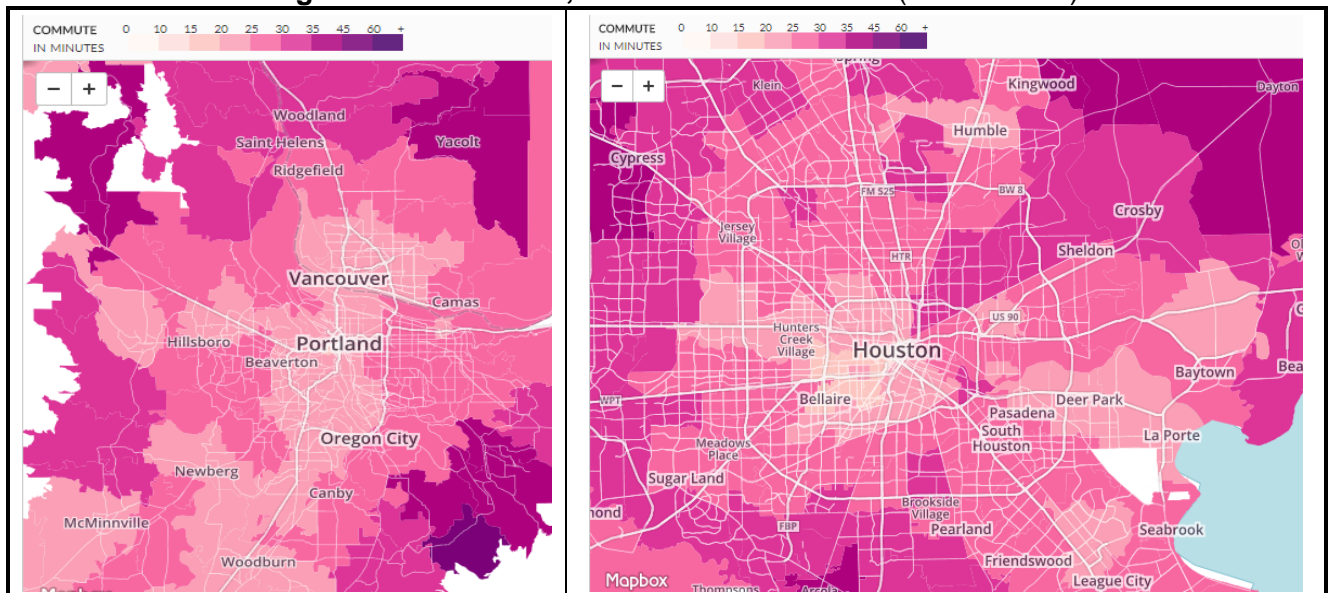 COMMUTE
IN MINUTES
0 10 15 20 25 30 35 45 60 +
− +
Woodland
Saint Helens
Yacolt
Ridgefield
Vancouver
Camas
Hillsboro
Portland
Beaverton
Oregon City
Newberg
Canby
McMinnville
Woodburn
COMMUTE
IN MINUTES
0 10 15 20 25 30 35 45 60 +
− +
Spring
Klein
Kingwood
Dayton
Humble
Cypress
FM 525
BW 8
Crosby
Jersey
Village
Sheldon
HTR
US 90
Hunters
Creek
Village
Houston
Baytown
Bea
WPT
Bellaire
Deer Park
Pasadena
South
Houston
La Porte
Meadows
Place
Sugar Land
Brookside
Village
mond
FBP
Pearland
Seabrook
Friendswood
Mapbox
League City